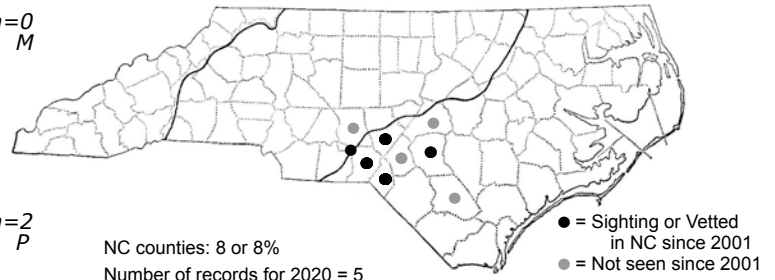 n=0
M
n=2
P
NC counties: 8 or 8%
Number of records for 2020 = 5
= Sighting or Vetted
in NC since 2001
= Not seen since 2001